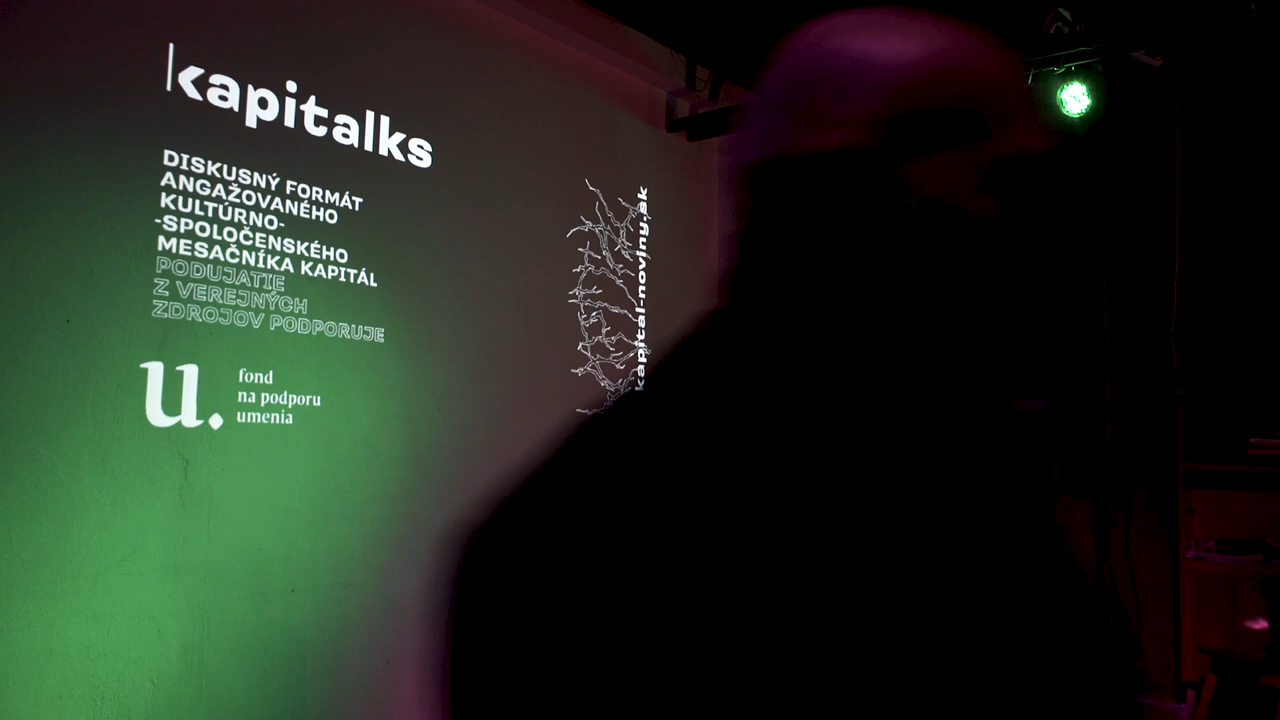 kapitalks
DISKUSNÝ FORMÁT
ANGAŽOVANÉHO
KULTÚRNO-
-SPOLOČENSKÉHO
MESAČNÍKA KAPITÁL
PODUJATIE
Z VEREJNÝCH
ZDROJOV PODPORUJE
u.
fond
na podporu
umenia
kapital-noviny.sk